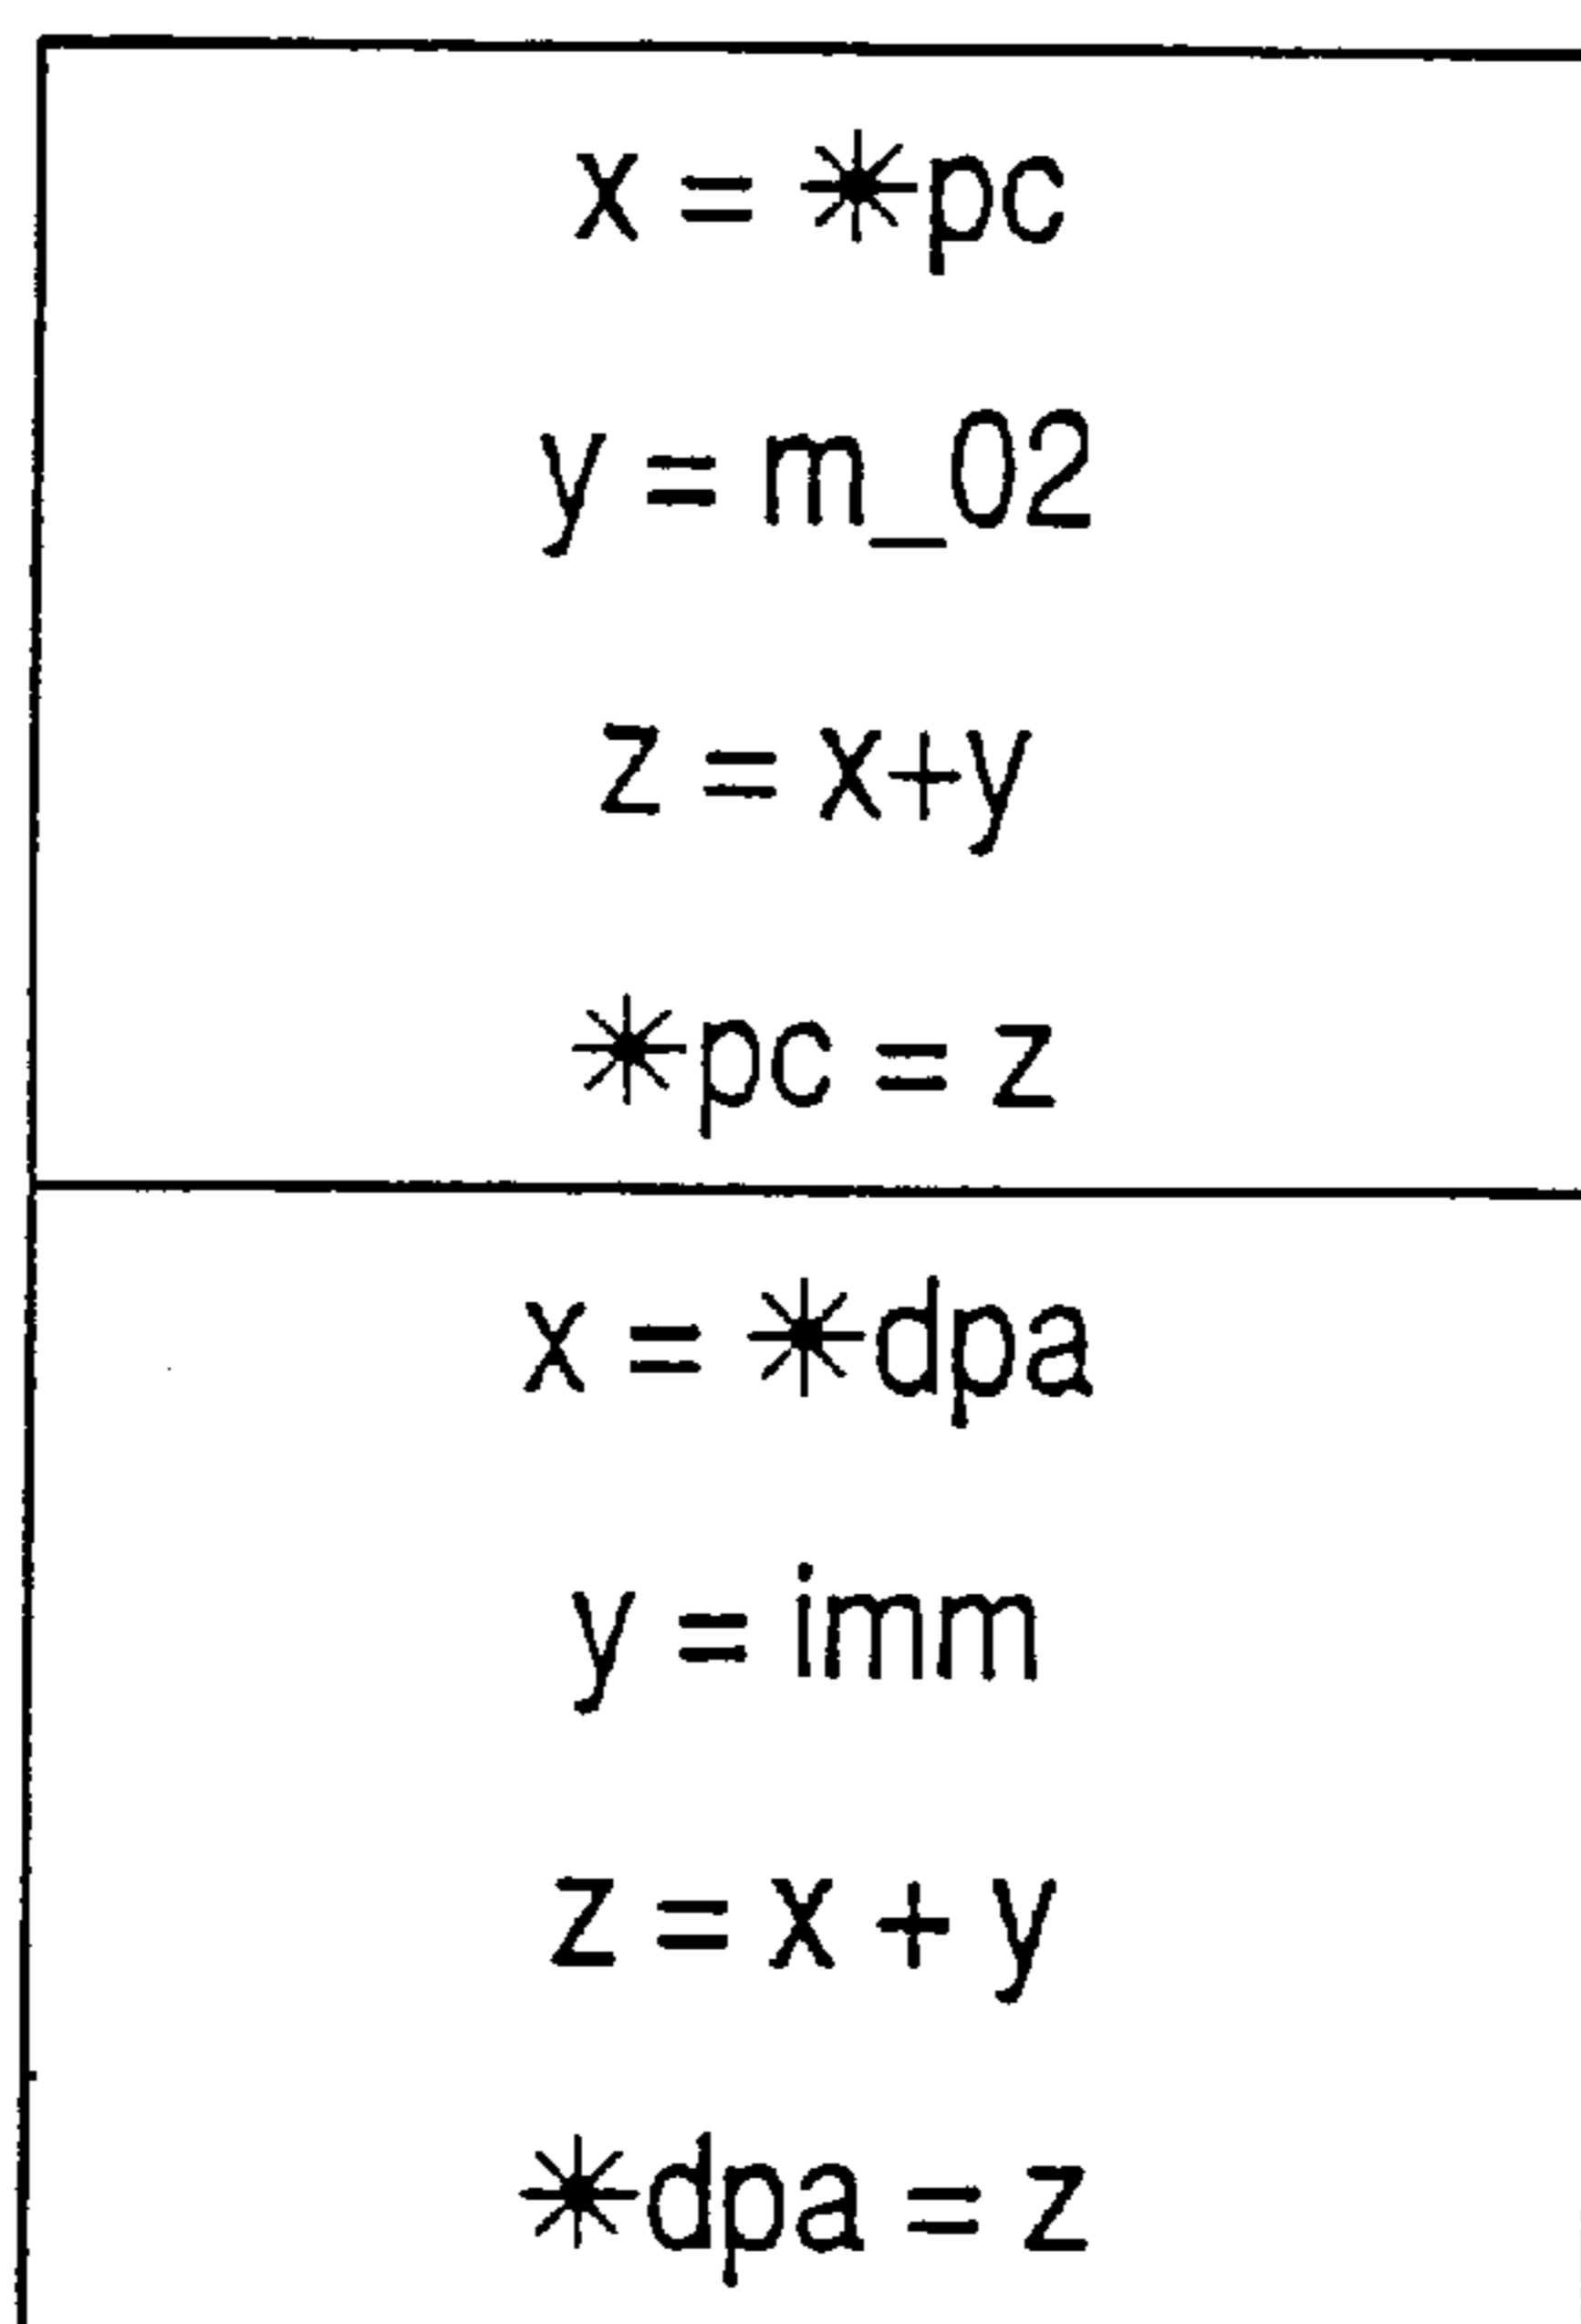 x = *pc
y = m_02
z = x+y
*pc = z
x = *dpa
y = imm
z = x + y
*dpa = z